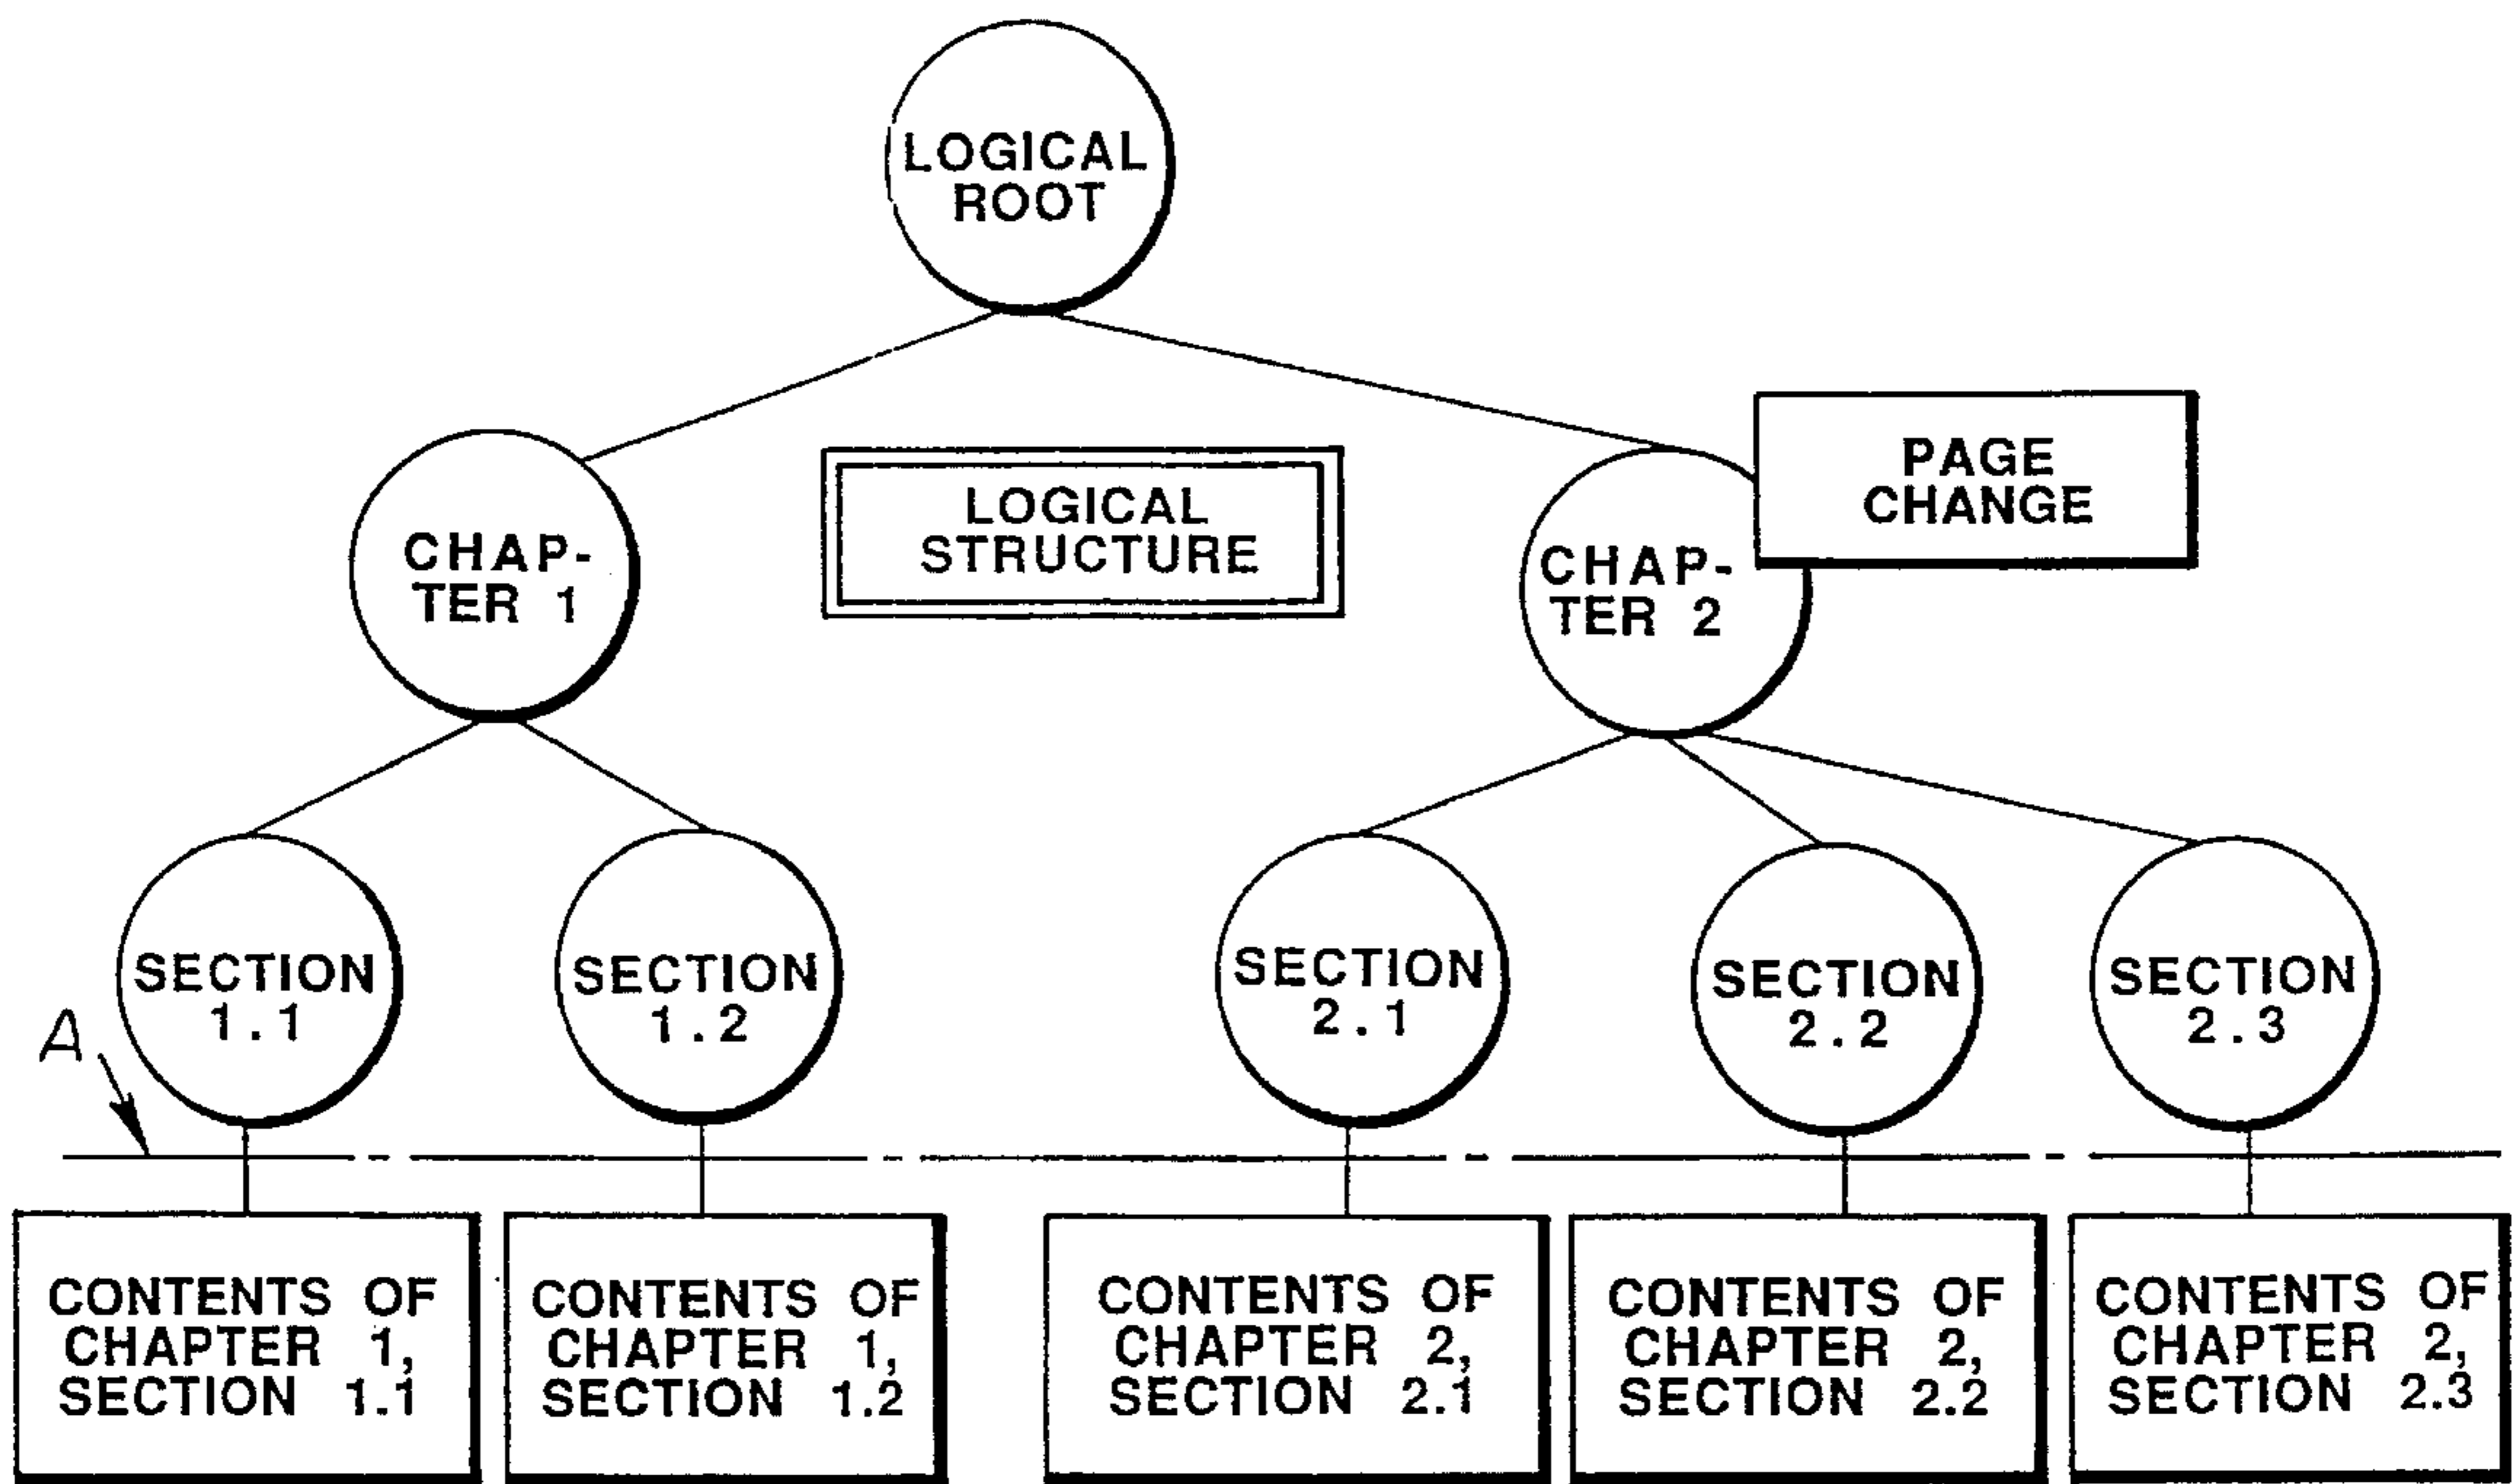 LOGICAL
ROOT
LOGICAL
STRUCTURE
PAGE
CHANGE
CHAP-
TER 1
CHAP-
TER 2
SECTION
1.1
SECTION
1.2
SECTION
2.1
SECTION
2.2
SECTION
2.3
A
CONTENTS OF
CHAPTER 1,
SECTION 1.1
CONTENTS OF
CHAPTER 1,
SECTION 1.2
CONTENTS OF
CHAPTER 2,
SECTION 2.1
CONTENTS OF
CHAPTER 2,
SECTION 2.2
CONTENTS OF
CHAPTER 2,
SECTION 2.3